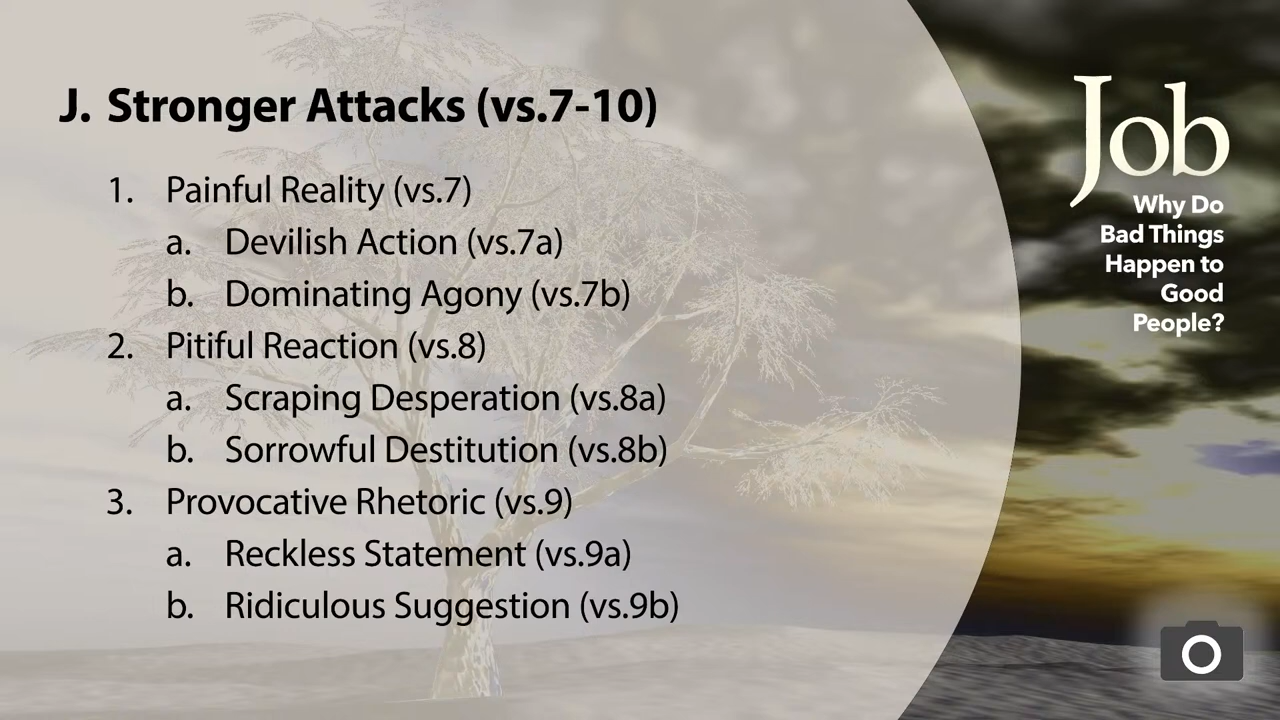 J. Stronger Attacks (vs.7-10)
1. Painful Reality (vs.7)
a. Devilish Action (vs.7a)
b. Dominating Agony (vs.7b)
2. Pitiful Reaction (vs.8)
a. Scraping Desperation (vs.8a)
b. Sorrowful Destitution (vs.8b)
3. Provocative Rhetoric (vs.9)
a. Reckless Statement (vs.9a)
b. Ridiculous Suggestion (vs.9b)
Job
Why Do
Bad Things
Happen to
Good
People?